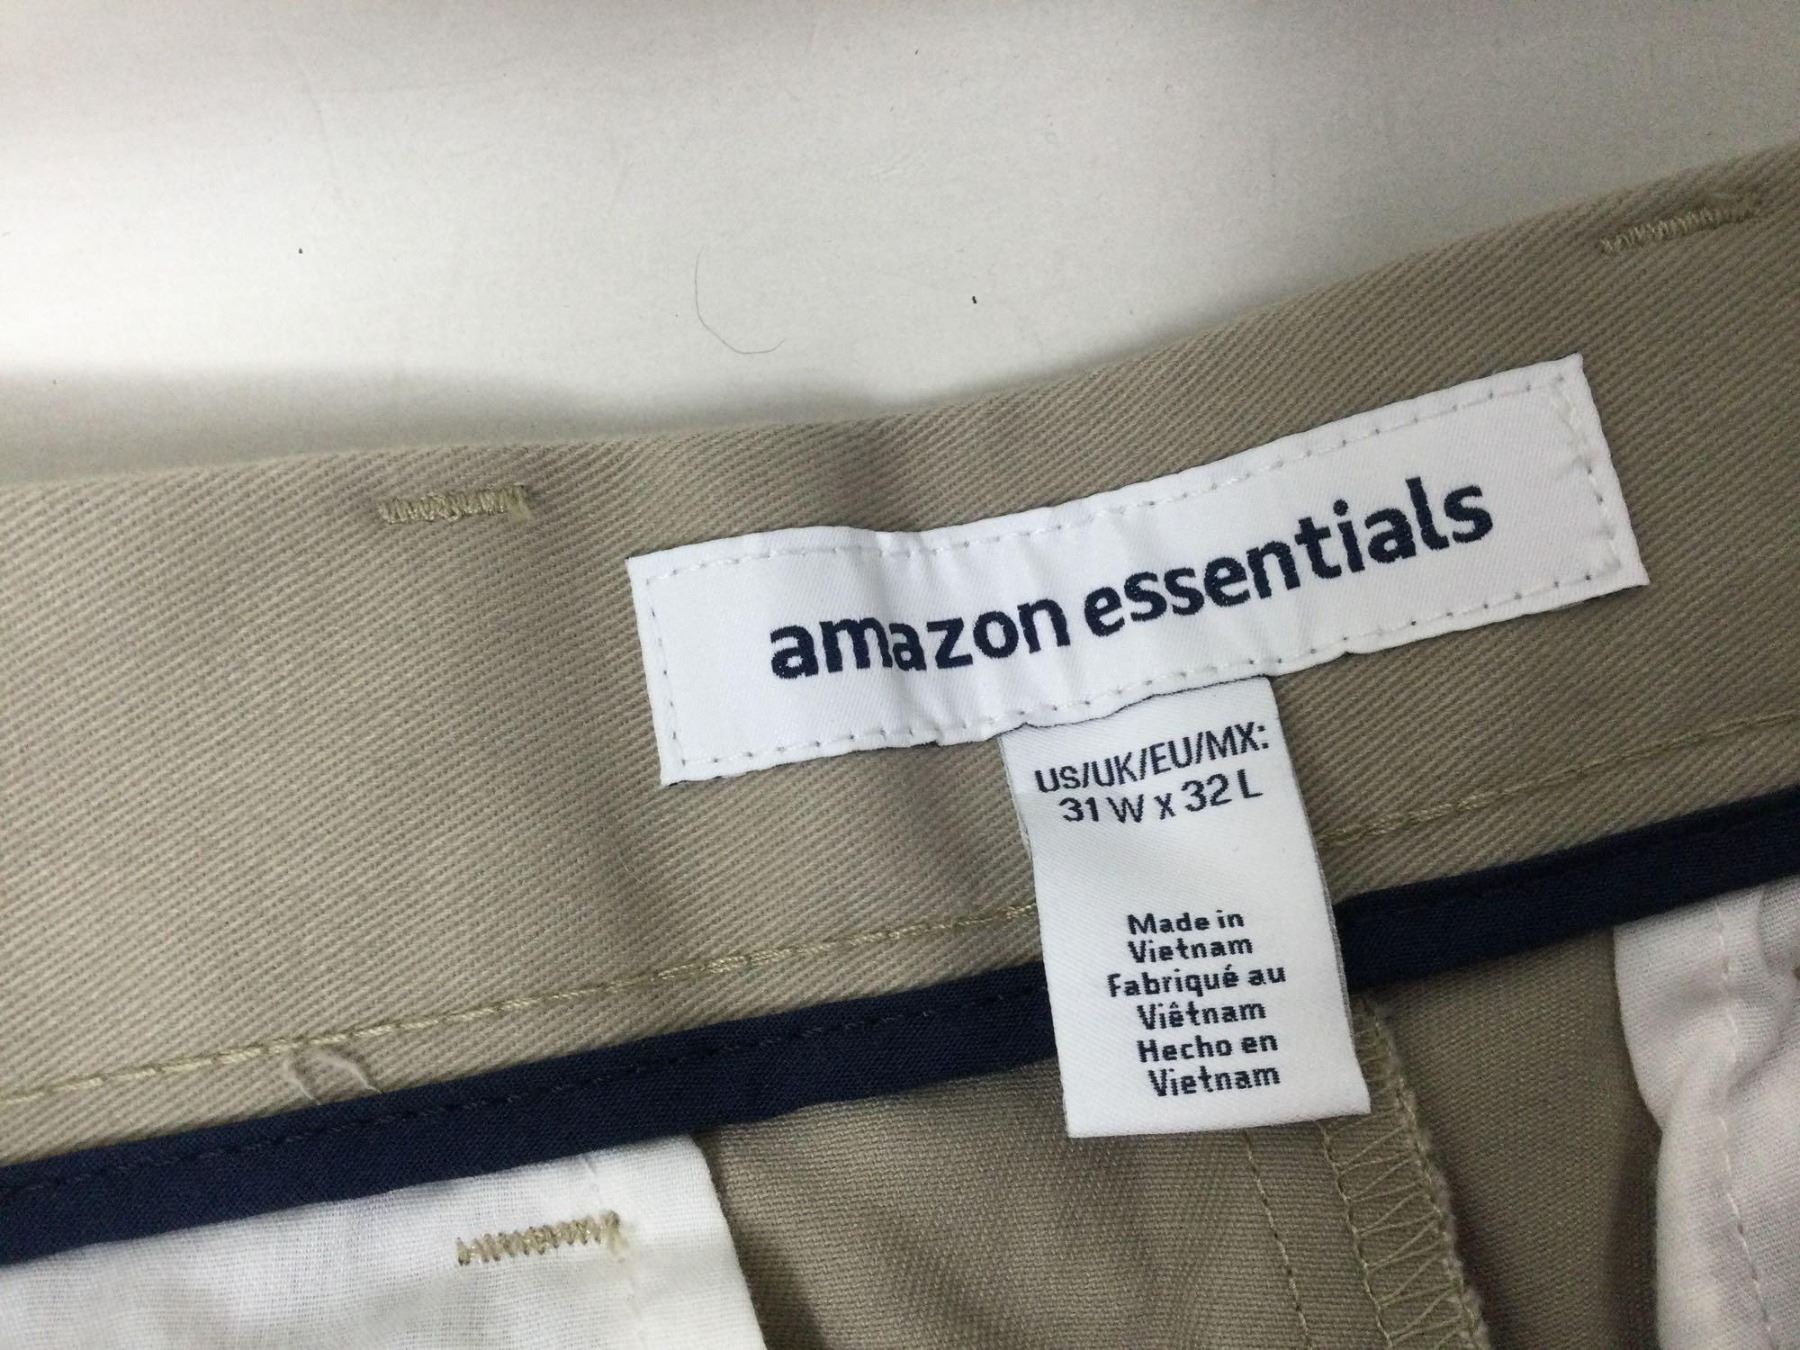 amazon essentials
US/UK/EU/MX:
31 W x 32 L
Made in
Vietnam
Fabriqué au
Viêtnam
Hecho en
Vietnam